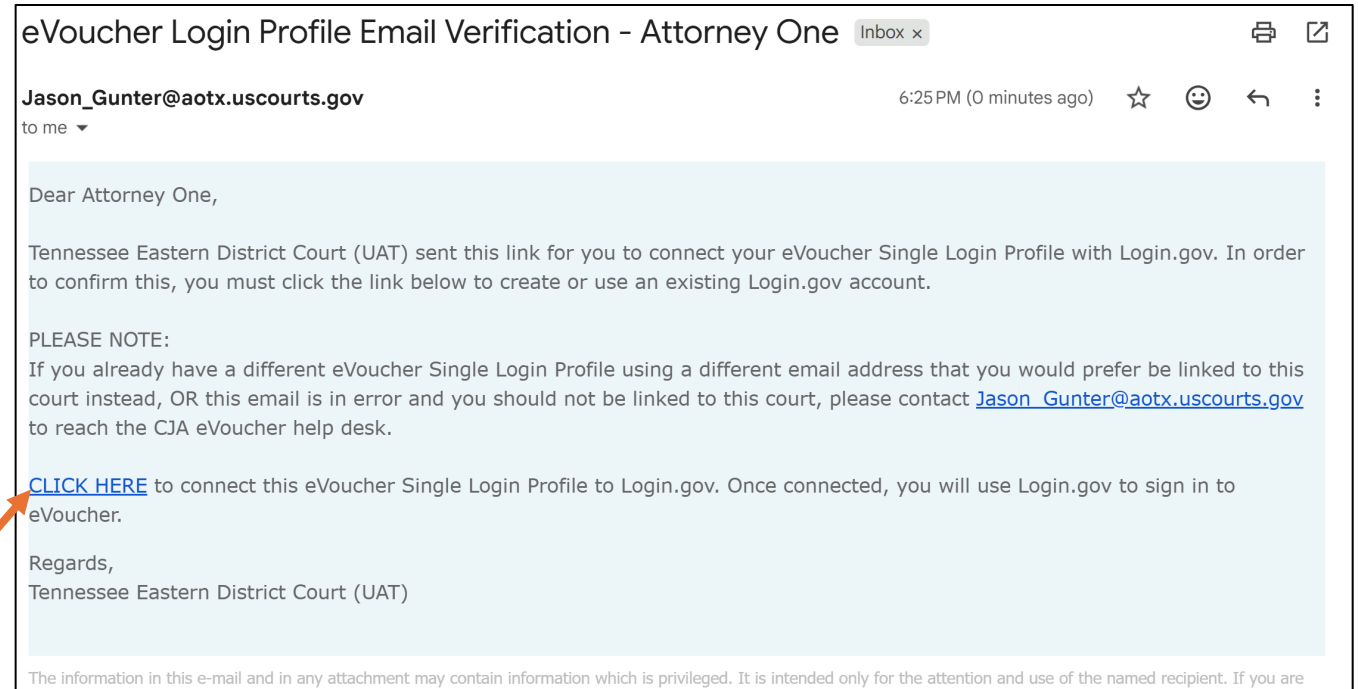 eVoucher Login Profile Email Verification - Attorney One Inbox ×
Jason_Gunter@aotx.uscourts.gov 6:25 PM (0 minutes ago)
to me
Dear Attorney One,
Tennessee Eastern District Court (UAT) sent this link for you to connect your eVoucher Single Login Profile with Login.gov. In order
to confirm this, you must click the link below to create or use an existing Login.gov account.
PLEASE NOTE:
If you already have a different eVoucher Single Login Profile using a different email address that you would prefer be linked to this
court instead, OR this email is in error and you should not be linked to this court, please contact Jason_Gunter@aotx.uscourts.gov
to reach the CJA eVoucher help desk.
CLICK HERE to connect this eVoucher Single Login Profile to Login.gov. Once connected, you will use Login.gov to sign in to
eVoucher.
Regards,
Tennessee Eastern District Court (UAT)
The information in this e-mail and in any attachment may contain information which is privileged. It is intended only for the attention and use of the named recipient. If you are